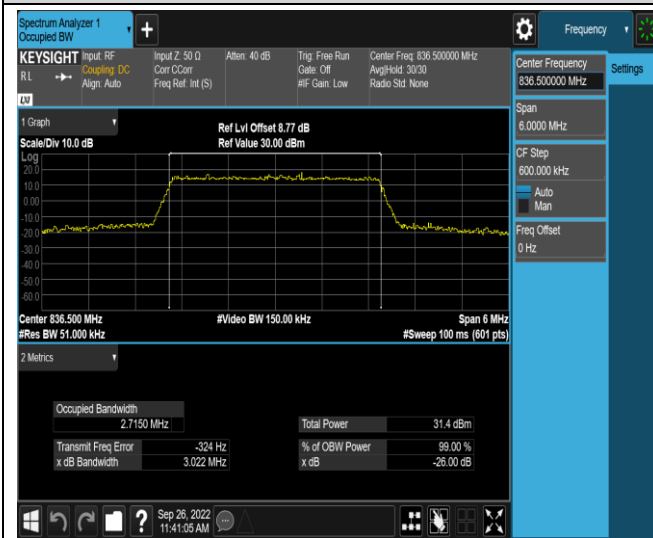 Spectrum Analyzer 1
Occupied BW
Frequency
KEYSIGHT
RL
LXI
Input: RF
Coupling: DC
Align: Auto
Input Z: 50 Ω
Corr CCorr
Freq Ref: Int (S)
Atten: 40 dB
Trig: Free Run
Gate: Off
#IF Gain: Low
Center Freq: 836.500000 MHz
Avg|Hold: 30/30
Radio Std: None
Center Frequency
836.500000 MHz
Settings
Span
6.0000 MHz
CF Step
600.000 kHz
Auto
Man
Freq Offset
0 Hz
1 Graph
Scale/Div 10.0 dB
Ref Lvl Offset 8.77 dB
Ref Value 30.00 dBm
Log
20.0
10.0
0.00
-10.0
-20.0
-30.0
-40.0
-50.0
-60.0
Center 836.500 MHz
#Video BW 150.00 kHz
Span 6 MHz
#Res BW 51.000 kHz
#Sweep 100 ms (601 pts)
2 Metrics
Occupied Bandwidth
2.7150 MHz
Total Power 31.4 dBm
Transmit Freq Error -324 Hz
% of OBW Power 99.00 %
x dB Bandwidth 3.022 MHz
x dB -26.00 dB
?
Sep 26, 2022
11:41:05 AM